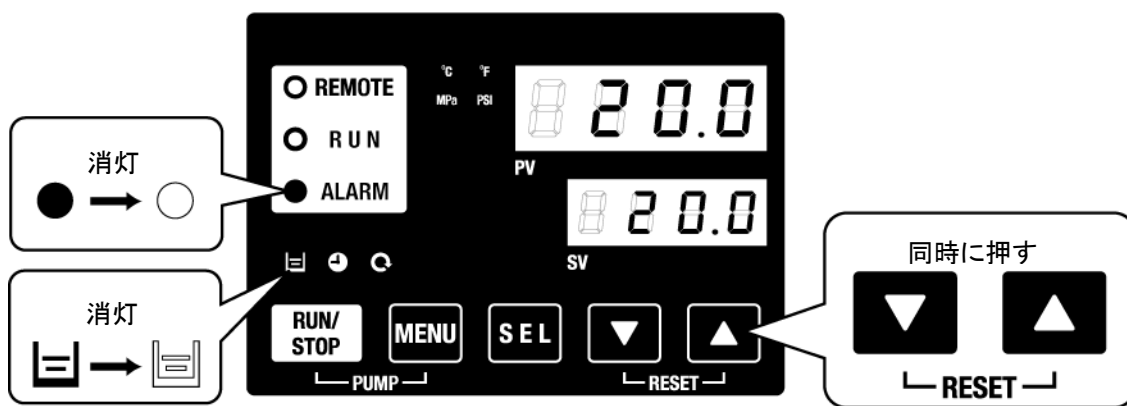 REMOTE
RUN
ALARM
°C °F
MPa PSI
20.0
PV
20.0
SV
消灯
消灯
RUN/
STOP
MENU
SEL
PUMP
RESET
同時に押す
RESET